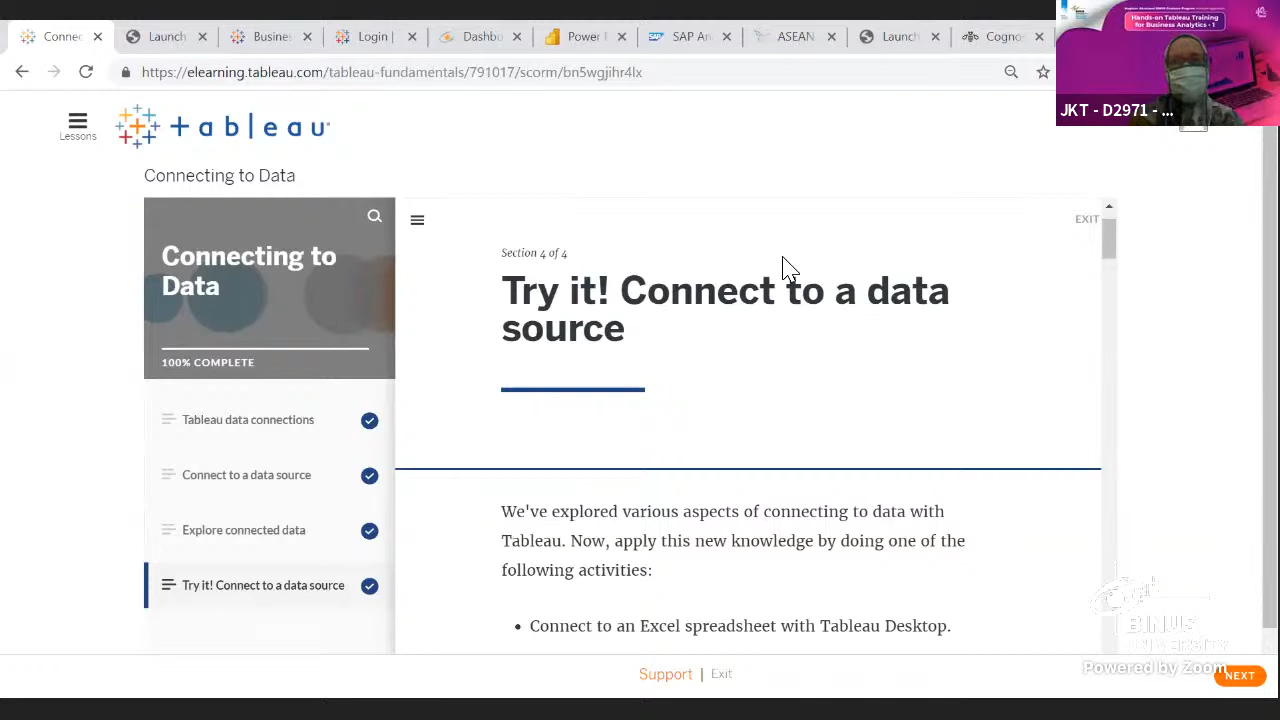 Connec
Launch
Busines
Login |
Power
SAP An
ASEAN
Launch
Cognos
https://elearning.tableau.com/tableau-fundamentals/791017/scorm/bn5wgjihr4lx
Hands-on Tableau Training
for Business Analytics - 1
JKT - D2971 - ...
Lessons
+ a b l e a u
Connecting to Data
Connecting to
Data
100% COMPLETE
Tableau data connections
Connect to a data source
Explore connected data
Try it! Connect to a data source
EXIT
Section 4 of 4
Try it! Connect to a data
source
We've explored various aspects of connecting to data with
Tableau. Now, apply this new knowledge by doing one of the
following activities:
• Connect to an Excel spreadsheet with Tableau Desktop.
BINUS
UNIVERSITY
Powered by Zoom
Support | Exit
NEXT